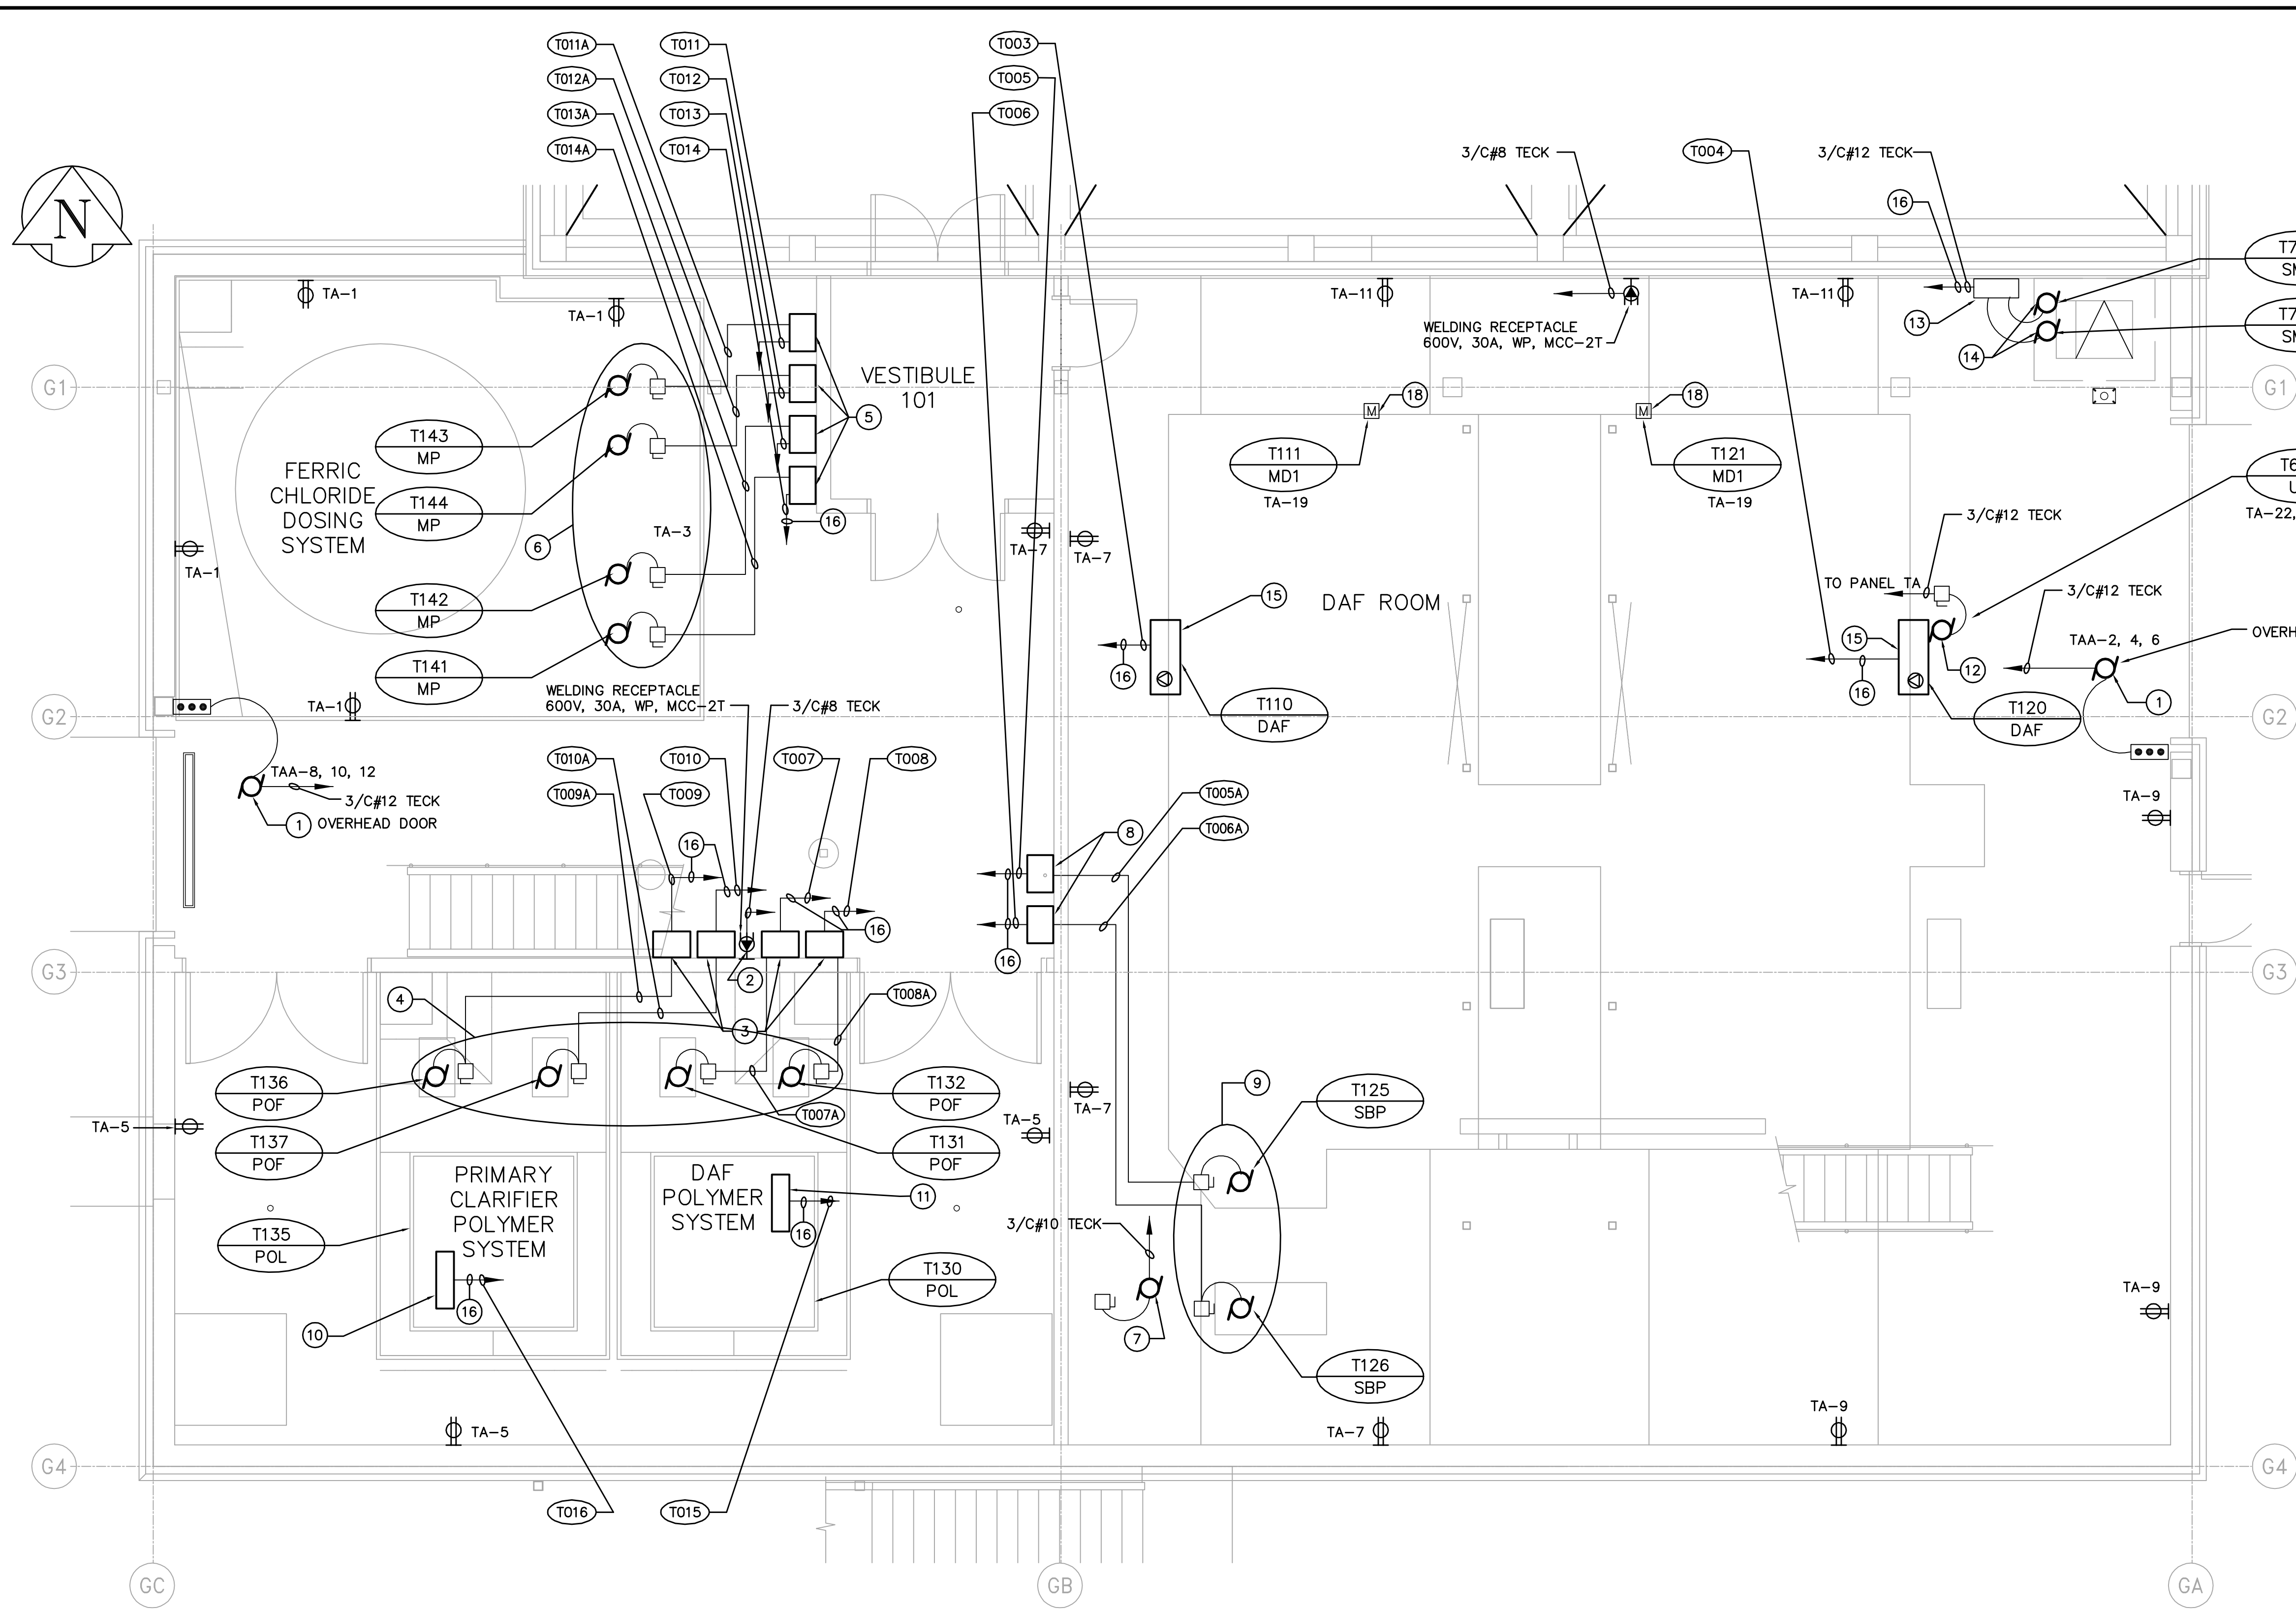 T011A
T011
T003
T012A
T012
T005
T013A
T013
T006
T014A
T014
3/C#8 TECK
T004
3/C#12 TECK
N
16
TA-1
TA-1
TA-11
TA-11
WELDING RECEPTACLE
600V, 30A, WP, MCC-2T
13
14
G1
VESTIBULE
101
5
18
18
G1
T143
MP
T144
MP
FERRIC
CHLORIDE
DOSING
SYSTEM
T111
MD1
TA-19
T121
MD1
TA-19
TA-22,
6
TA-3
16
TA-1
TA-7
TA-7
3/C#12 TECK
TO PANEL TA
T142
MP
T141
MP
15
DAF ROOM
3/C#12 TECK
15
TAA-2, 4, 6
12
16
16
1
WELDING RECEPTACLE
600V, 30A, WP, MCC-2T
TA-1
3/C#8 TECK
G2
T110
DAF
T120
DAF
G2
TAA-8, 10, 12
3/C#12 TECK
1
OVERHEAD DOOR
T010A
T010
T007
T008
T009A
T009
T005A
T006A
TA-9
16
8
16
16
G3
2
G3
4
T008A
3
T136
POF
T137
POF
T132
POF
T131
POF
T007A
TA-5
TA-5
TA-7
9
T125
SBP
PRIMARY
CLARIFIER
POLYMER
SYSTEM
DAF
POLYMER
SYSTEM
11
16
T135
POL
T130
POL
3/C#10 TECK
16
10
7
TA-9
T126
SBP
TA-5
TA-7
TA-9
G4
G4
T016
T015
GC
GB
GA